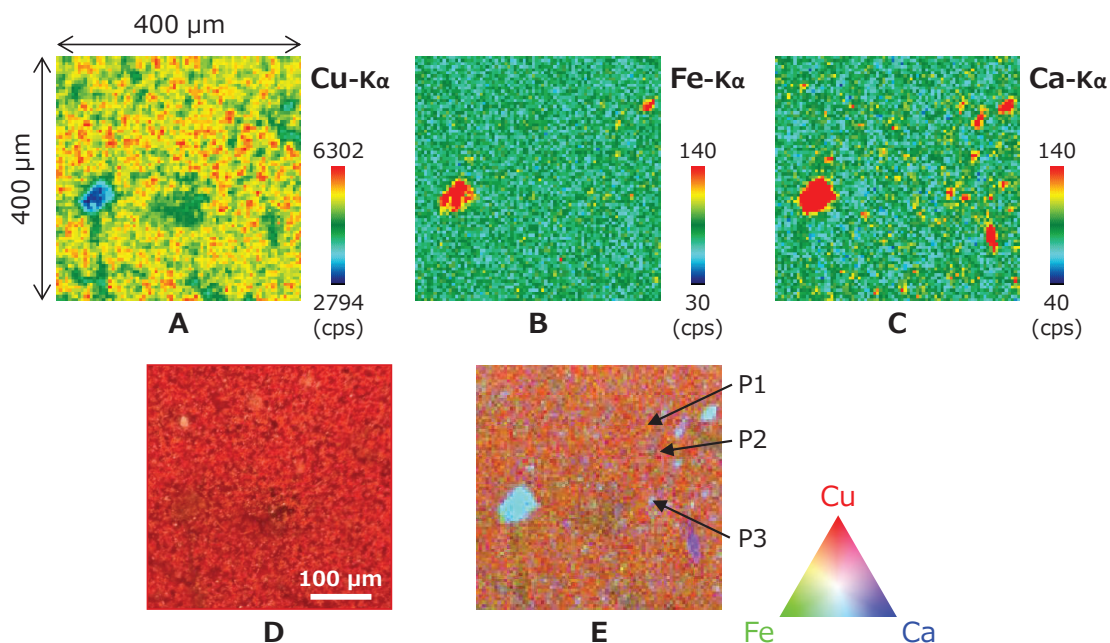 400 µm
400 µm
Cu-Kα
6302
2794
(cps)
A
Fe-Kα
140
30
(cps)
B
Ca-Kα
140
40
(cps)
C
100 µm
D
P1
P2
P3
E
Cu
Fe
Ca